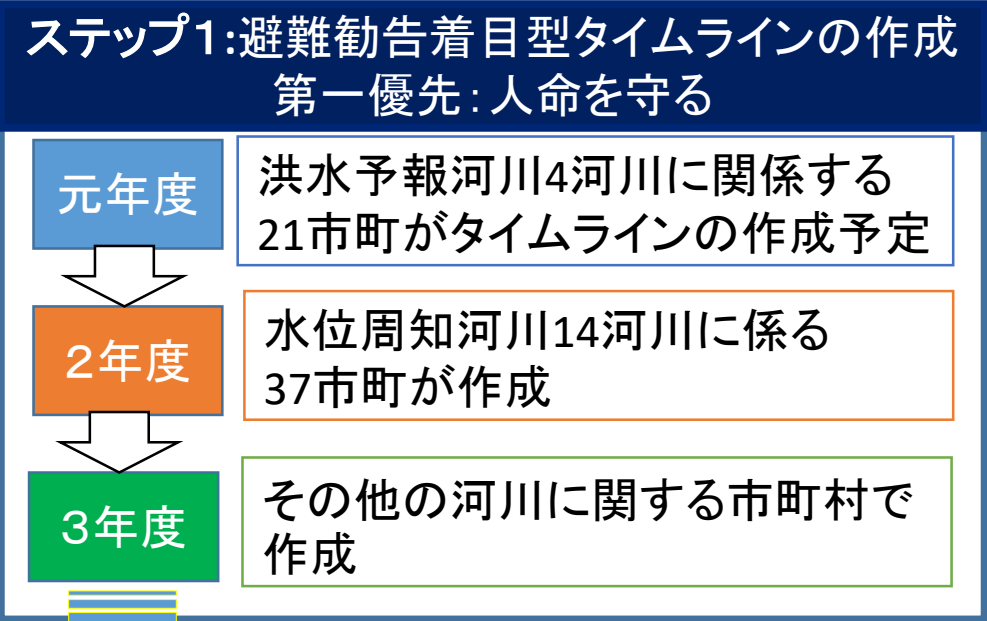 ステップ１:避難勧告着目型タイムラインの作成
第一優先：人命を守る
元年度
洪水予報河川4河川に関係する
21市町がタイムラインの作成予定
２年度
水位周知河川14河川に係る
37市町が作成
３年度
その他の河川に関する市町村で
作成